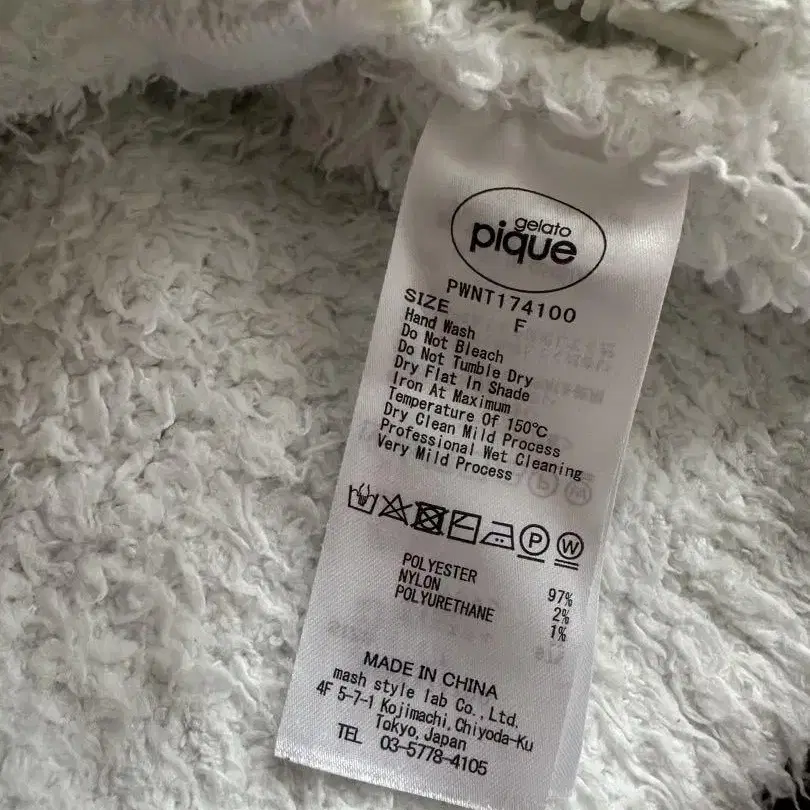 gelato
pique
PWNT174100
SIZE F
Hand Wash
Do Not Bleach
Do Not Tumble Dry
Dry Flat In Shade
Iron At Maximum
Temperature Of 150℃
Dry Clean Mild Process
Professional Wet Cleaning
Very Mild Process
P W
POLYESTER 97%
NYLON 2%
POLYURETHANE 1%
MADE IN CHINA
mash style lab Co.,Ltd.
4F 5-7-1 Kojimachi,Chiyoda-Ku
Tokyo,Japan
TEL 03-5778-4105